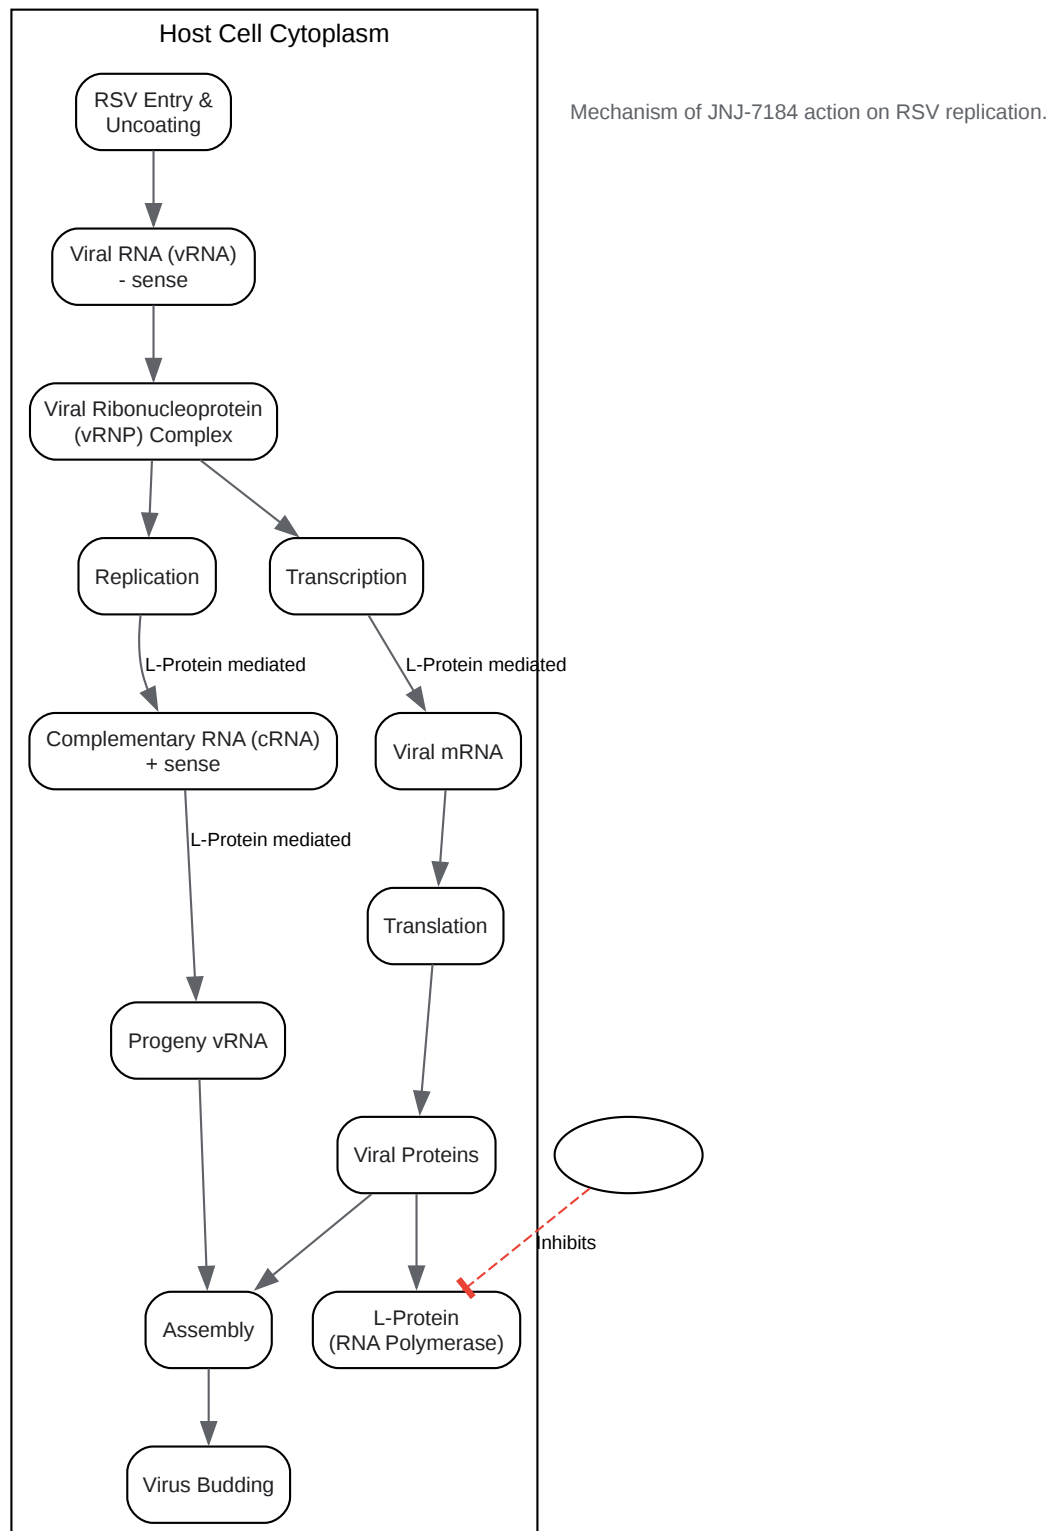 Host Cell Cytoplasm
RSV Entry &
Uncoating
Mechanism of JNJ-7184 action on RSV replication.
Viral RNA (vRNA)
- sense
Viral Ribonucleoprotein
(vRNP) Complex
Replication
Transcription
L-Protein mediated
L-Protein mediated
Complementary RNA (cRNA)
+ sense
Viral mRNA
L-Protein mediated
Translation
Progeny vRNA
Viral Proteins
Inhibits
Assembly
L-Protein
(RNA Polymerase)
Virus Budding